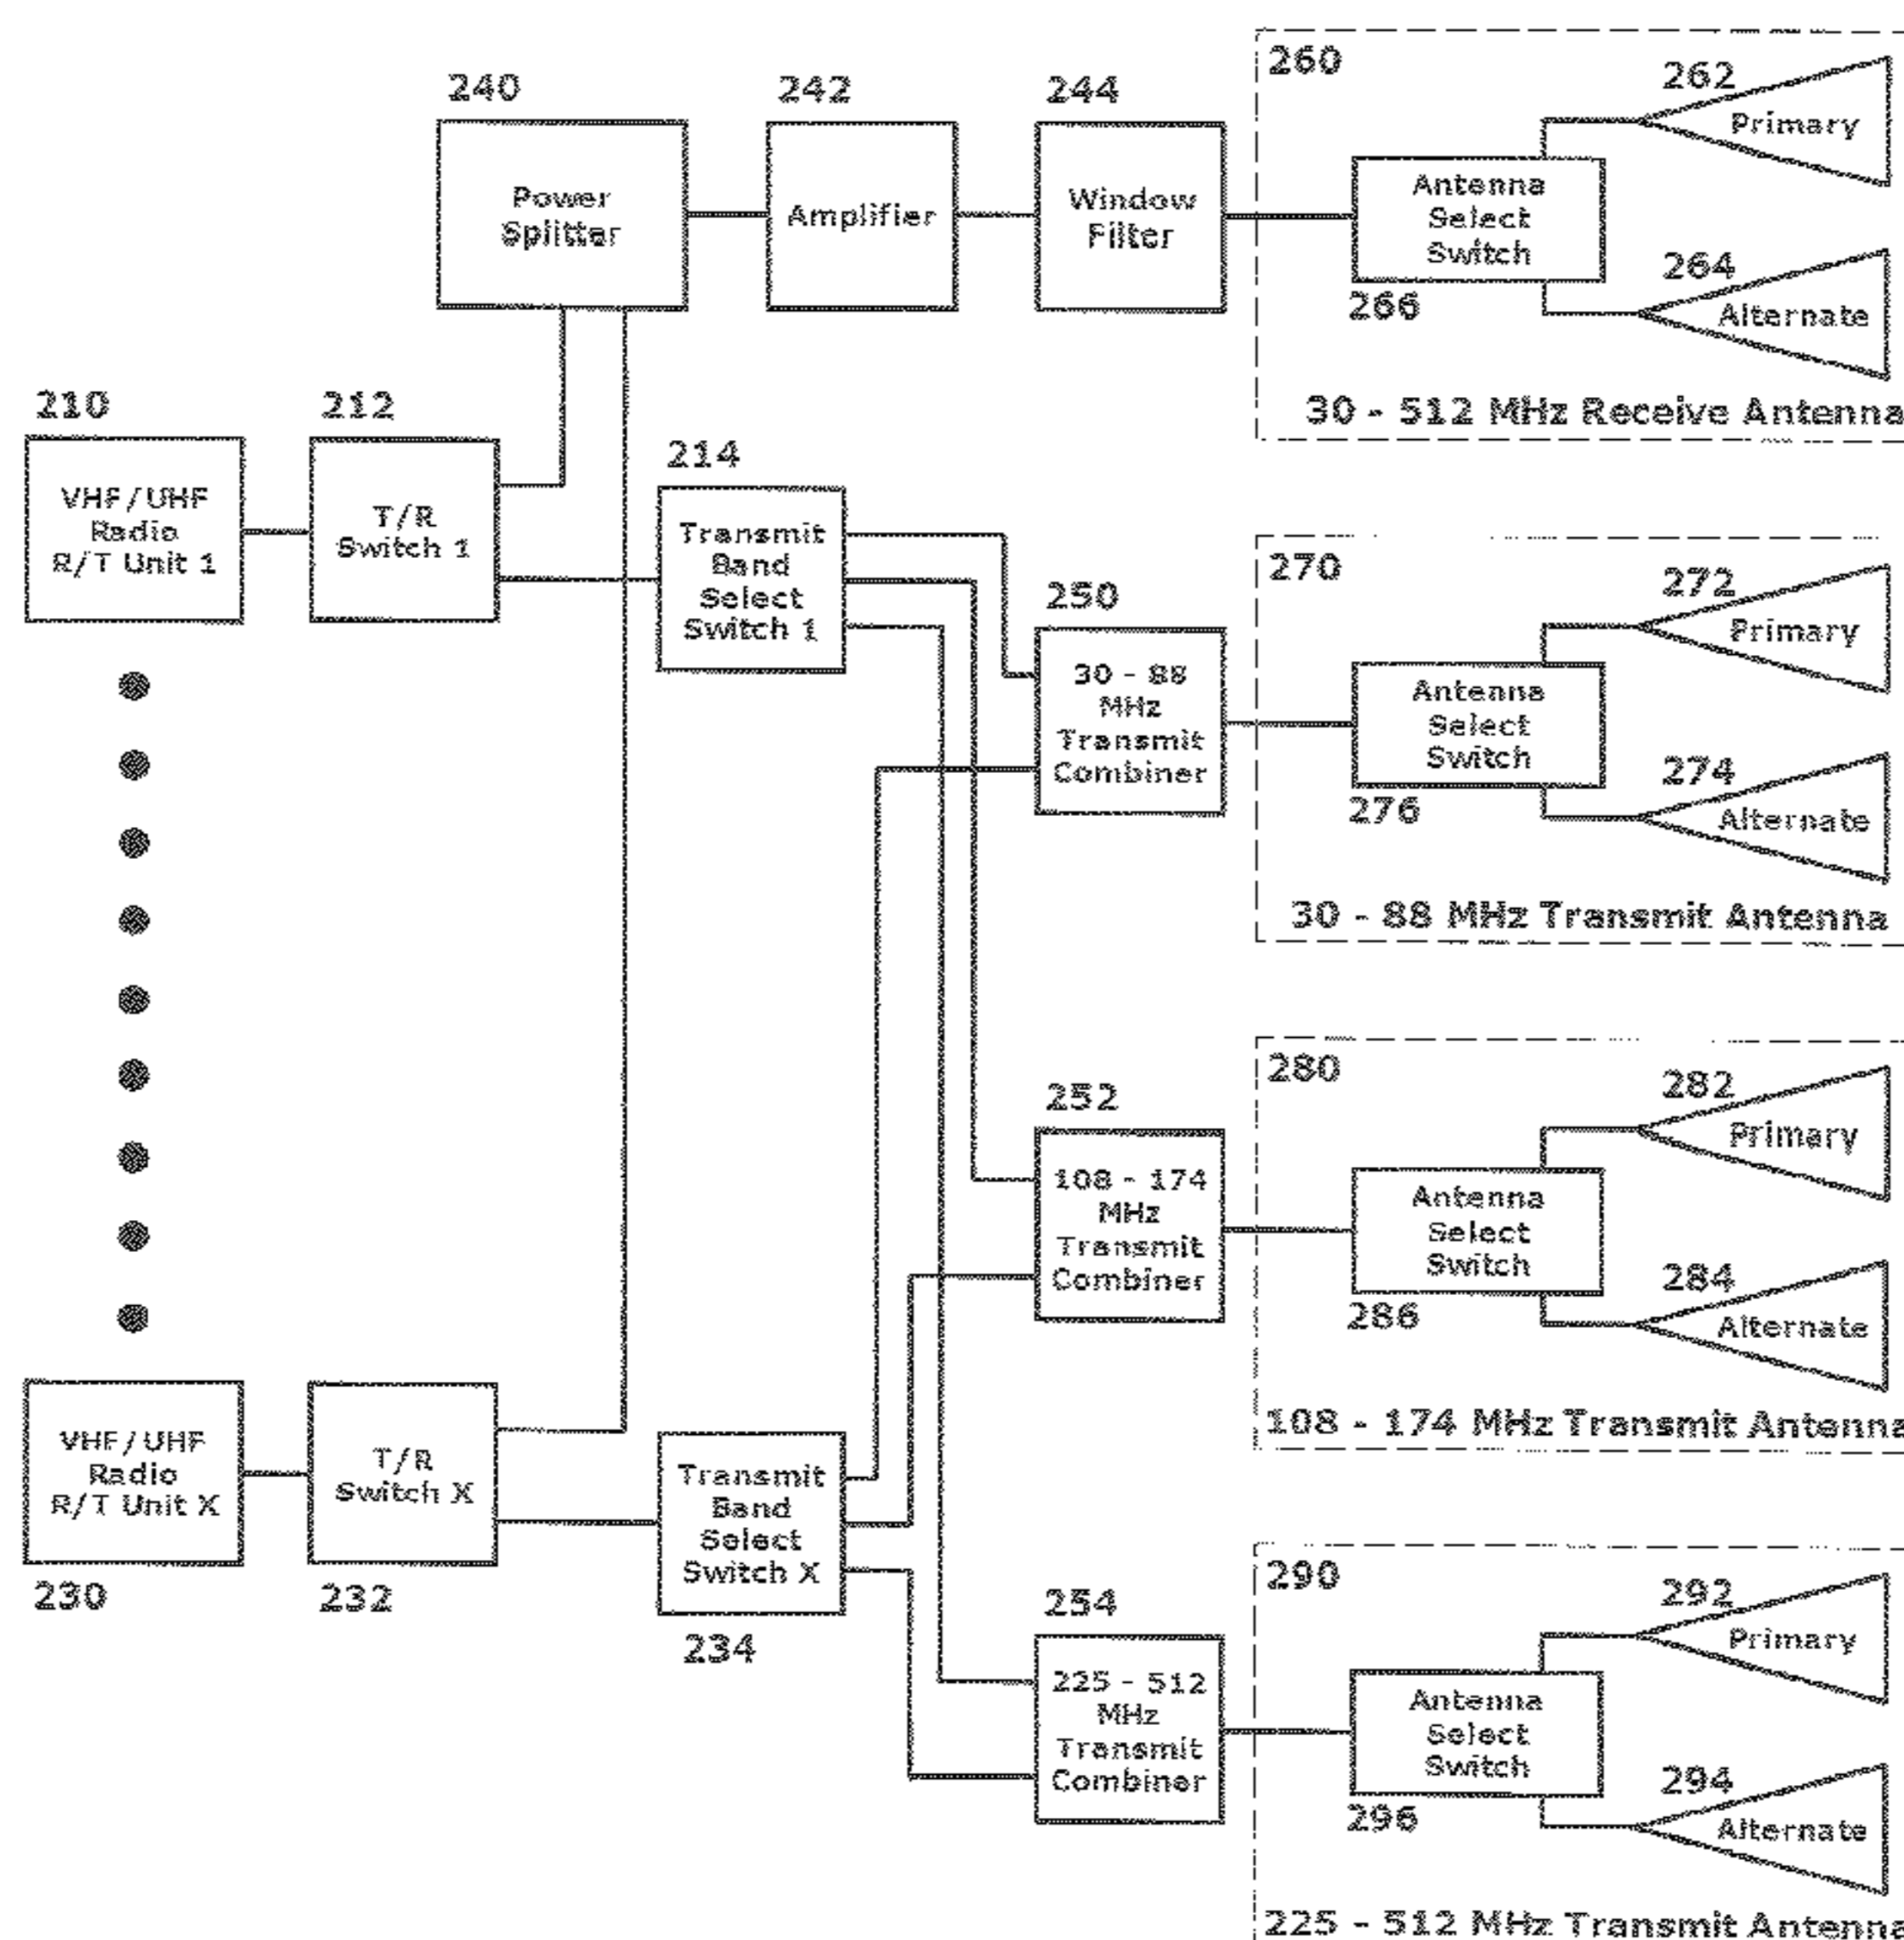 240
242
244
260
262
Primary
Power
Splitter
Amplifier
Window
Filter
Antenna
Select
Switch
266
264
Alternate
30 - 512 MHz Receive Antenna
210
212
VHF/UHF
Radio
R/T Unit 1
T/R
Switch 1
214
Transmit
Band
Select
Switch 1
250
30 - 88
MHz
Transmit
Combiner
270
272
Primary
Antenna
Select
Switch
276
274
Alternate
30 - 88 MHz Transmit Antenna
252
108 - 174
MHz
Transmit
Combiner
280
282
Primary
Antenna
Select
Switch
286
284
Alternate
108 - 174 MHz Transmit Antenna
VHF/UHF
Radio
R/T Unit X
230
T/R
Switch X
232
Transmit
Band
Select
Switch X
234
254
225 - 512
MHz
Transmit
Combiner
290
292
Primary
Antenna
Select
Switch
296
294
Alternate
225 - 512 MHz Transmit Antenna